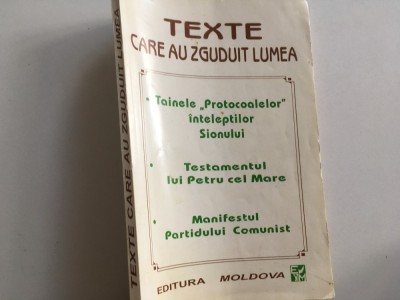 TEXTE
CARE AU ZGUDUIT LUMEA
• Tainele „Protocoalelor"
înteleptilor
Sionului
• Testamentul
lui Petru cel Mare
• Manifestul
Partidului Comunist
EDITURA MOLDOVA
TEXTE CARE AU ZGUDUIT LUMEA